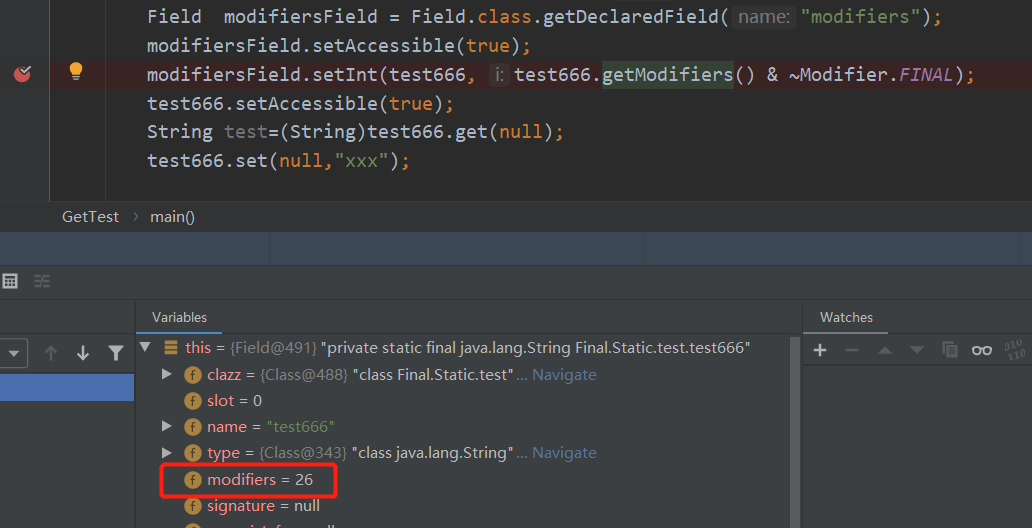 Field modifiersField = Field.class.getDeclaredField( name: "modifiers");
modifiersField.setAccessible(true);
modifiersField.setInt(test666, i: test666.getModifiers() & ~Modifier.FINAL);
test666.setAccessible(true);
String test=(String)test666.get(null);
test666.set(null,"xxx");
GetTest › main()
Variables
Watches
this = {Field@491} "private static final java.lang.String Final.Static.test.test666"
clazz = {Class@488} "class Final.Static.test"... Navigate
slot = 0
name = "test666"
type = {Class@343} "class java.lang.String"... Navigate
modifiers = 26
signature = null